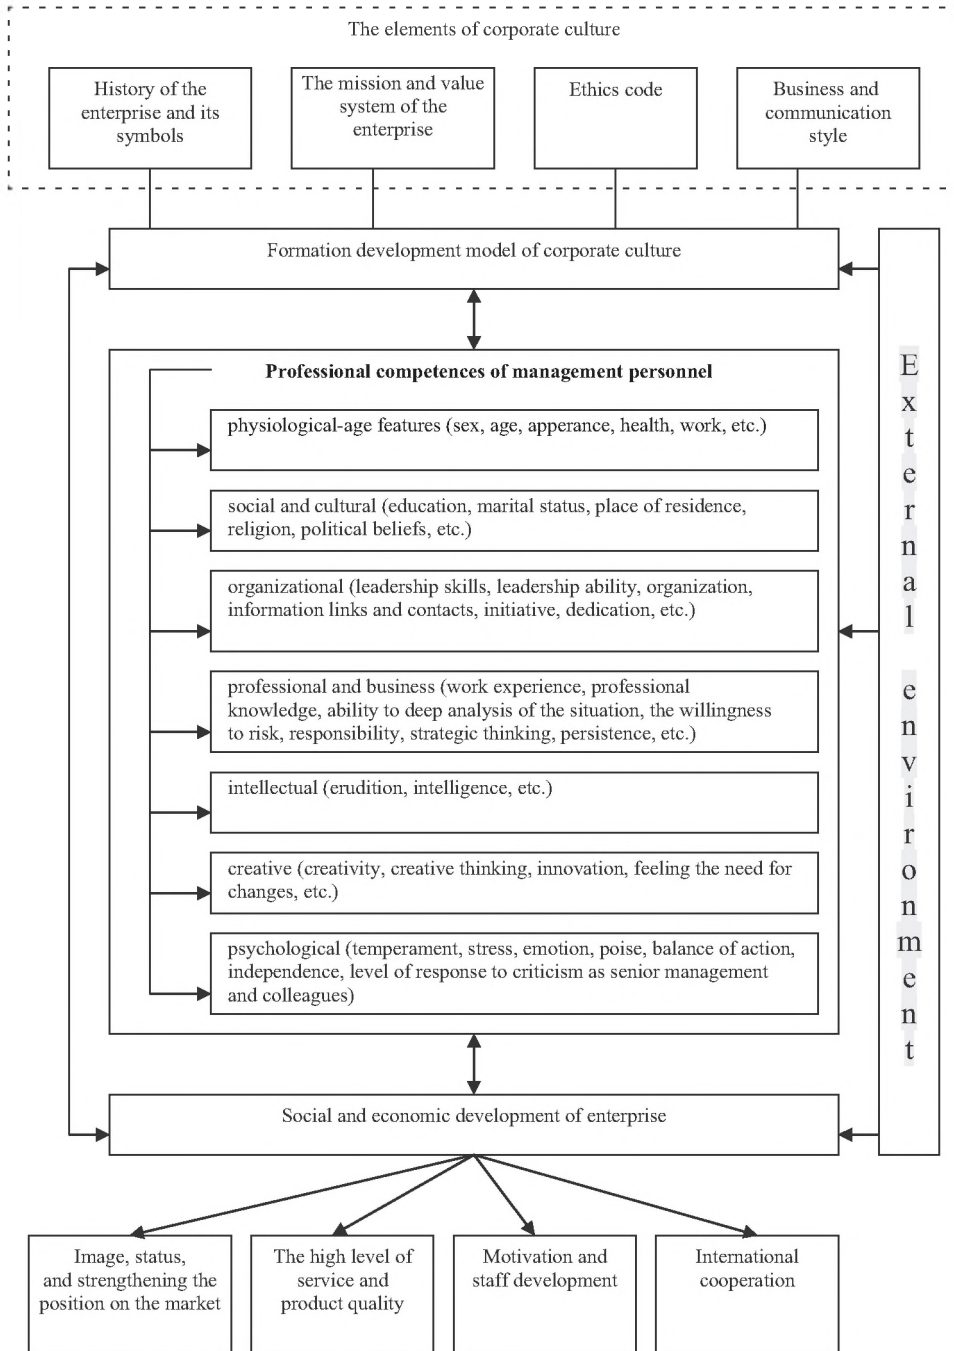 The elements of corporate culture
History of the
enterprise and its
symbols
The mission and value
system of the
enterprise
Ethics code
Business and
communication
style
Formation development model of corporate culture
Professional competences of management personnel
physiological-age features (sex, age, apperance, health, work, etc.)
social and cultural (education, marital status, place of residence,
religion, political beliefs, etc.)
organizational (leadership skills, leadership ability, organization,
information links and contacts, initiative, dedication, etc.)
professional and business (work experience, professional
knowledge, ability to deep analysis of the situation, the willingness
to risk, responsibility, strategic thinking, persistence, etc.)
intellectual (erudition, intelligence, etc.)
creative (creativity, creative thinking, innovation, feeling the need for
changes, etc.)
psychological (temperament, stress, emotion, poise, balance of action,
independence, level of response to criticism as senior management
and colleagues)
External environment
Social and economic development of enterprise
Image, status,
and strengthening the
position on the market
The high level of
service and
product quality
Motivation and
staff development
International
cooperation